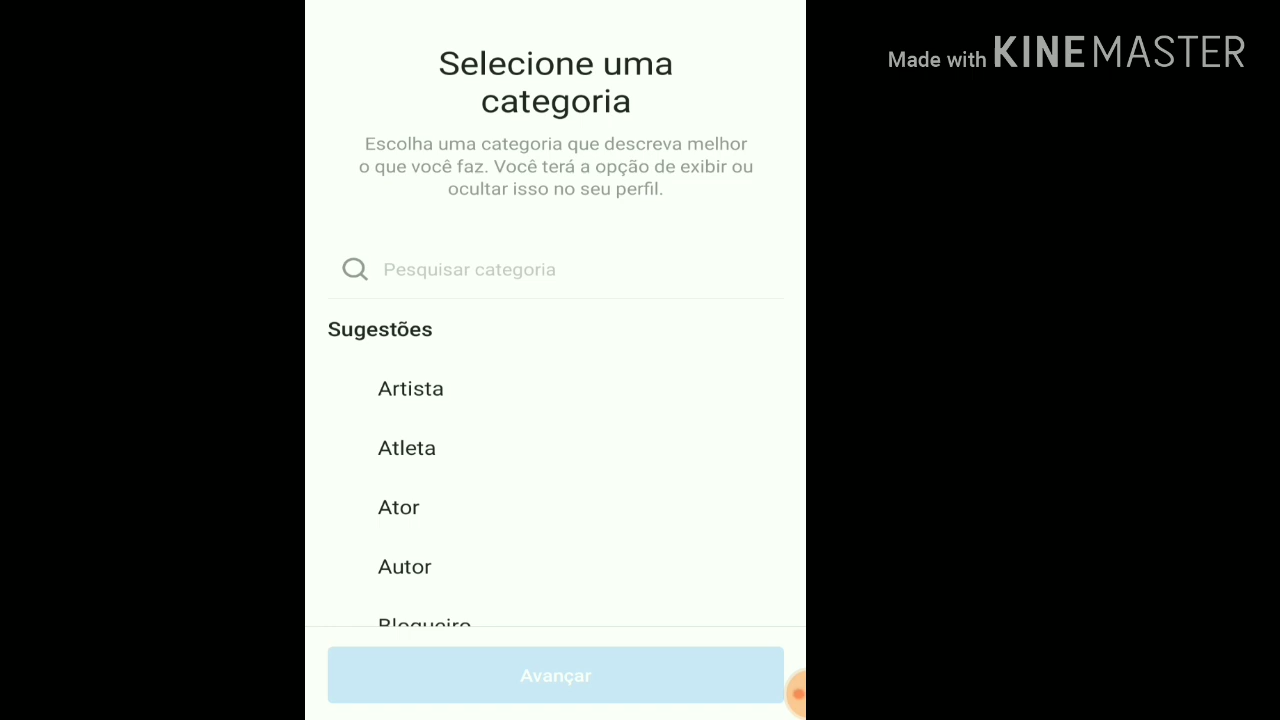 Made with KINEMASTER
Selecione uma
categoria
Escolha uma categoria que descreva melhor
o que você faz. Você terá a opção de exibir ou
ocultar isso no seu perfil.
Pesquisar categoria
Sugestões
Artista
Atleta
Ator
Autor
Blogueiro
Avançar